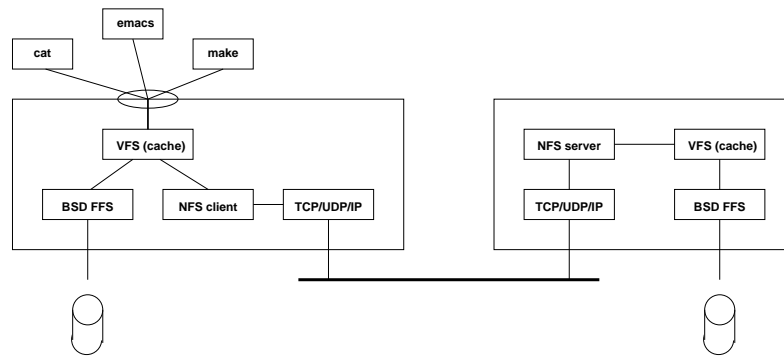 emacs
cat
make
VFS (cache)
NFS server
VFS (cache)
BSD FFS
NFS client
TCP/UDP/IP
TCP/UDP/IP
BSD FFS